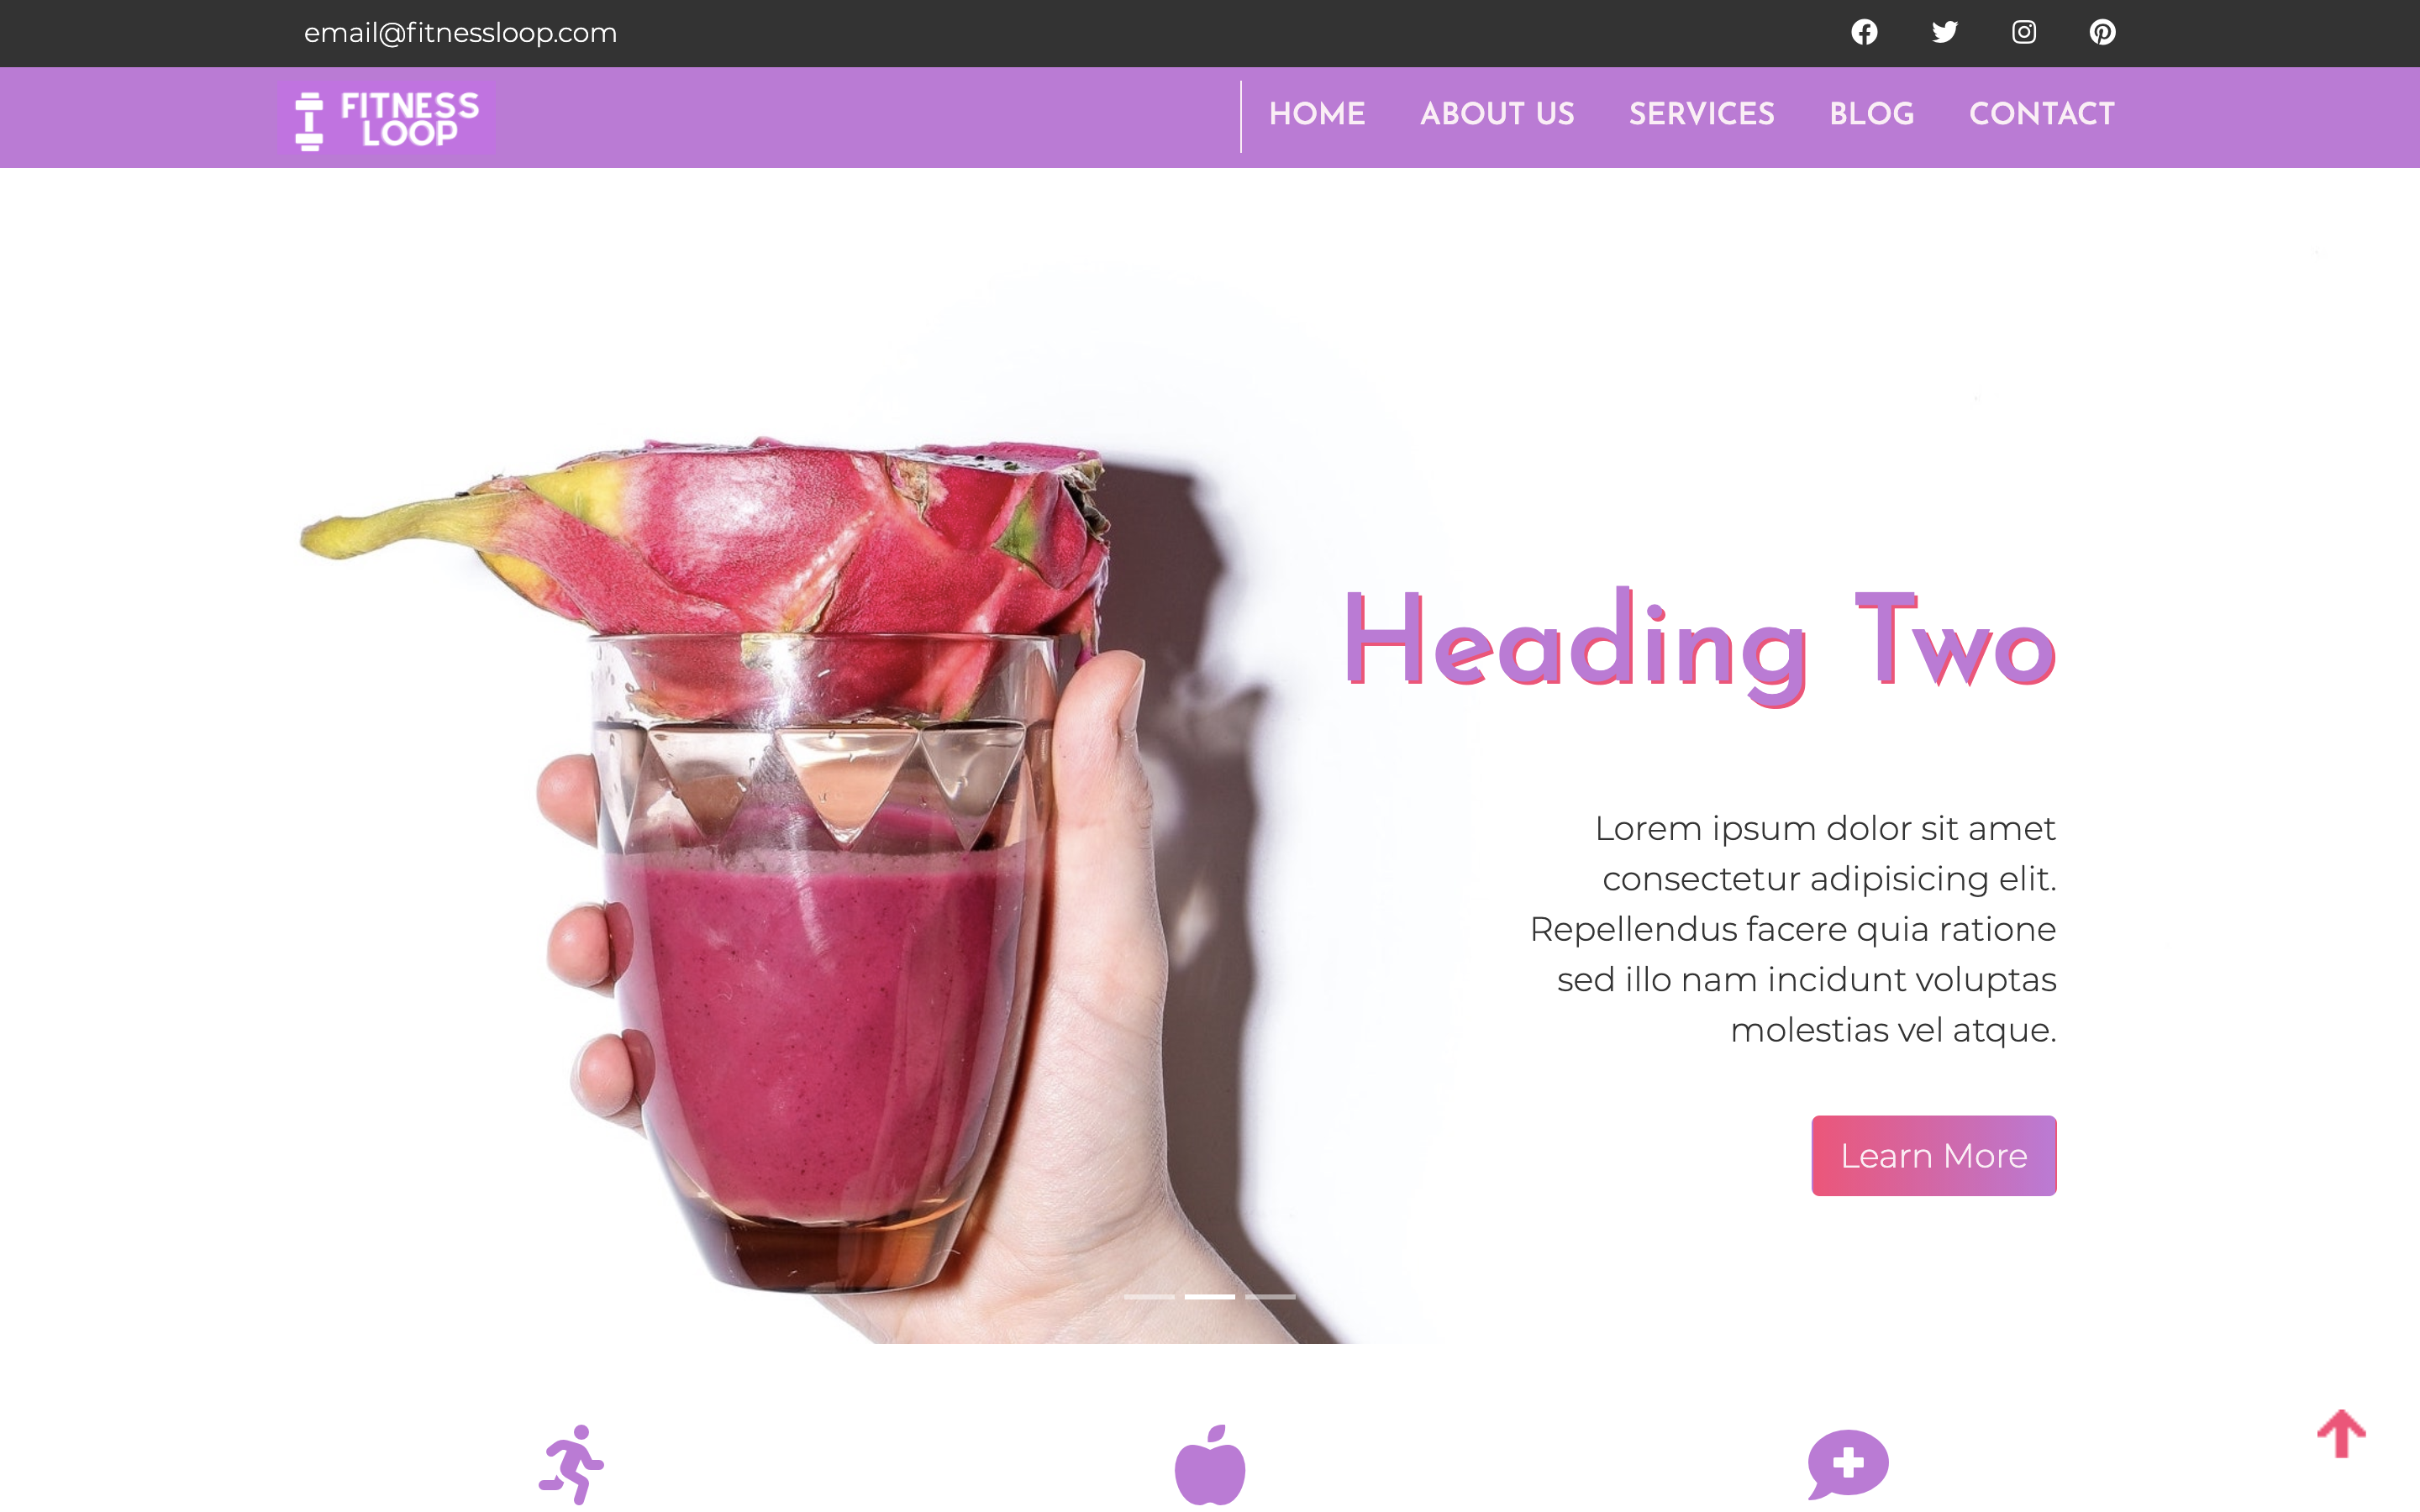 email@fitnessloop.com
FITNESS
LOOP
HOME ABOUT US SERVICES BLOG CONTACT
Heading Two
Lorem ipsum dolor sit amet
consectetur adipisicing elit.
Repellendus facere quia ratione
sed illo nam incidunt voluptas
molestias vel atque.
Learn More